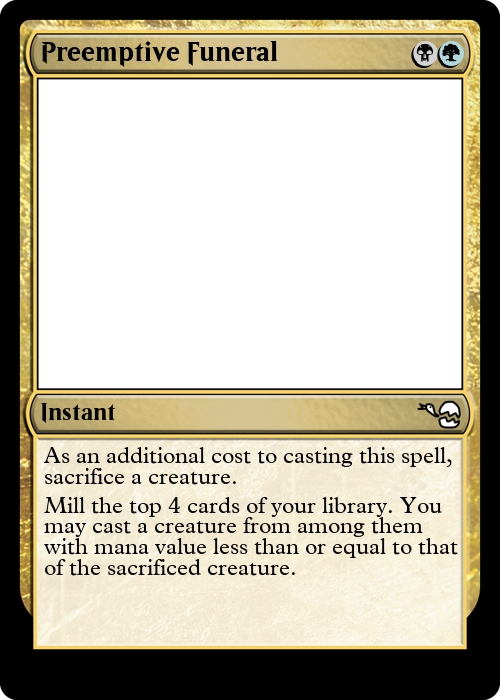 Preemptive Funeral
Instant
As an additional cost to casting this spell,
sacrifice a creature.
Mill the top 4 cards of your library. You
may cast a creature from among them
with mana value less than or equal to that
of the sacrificed creature.